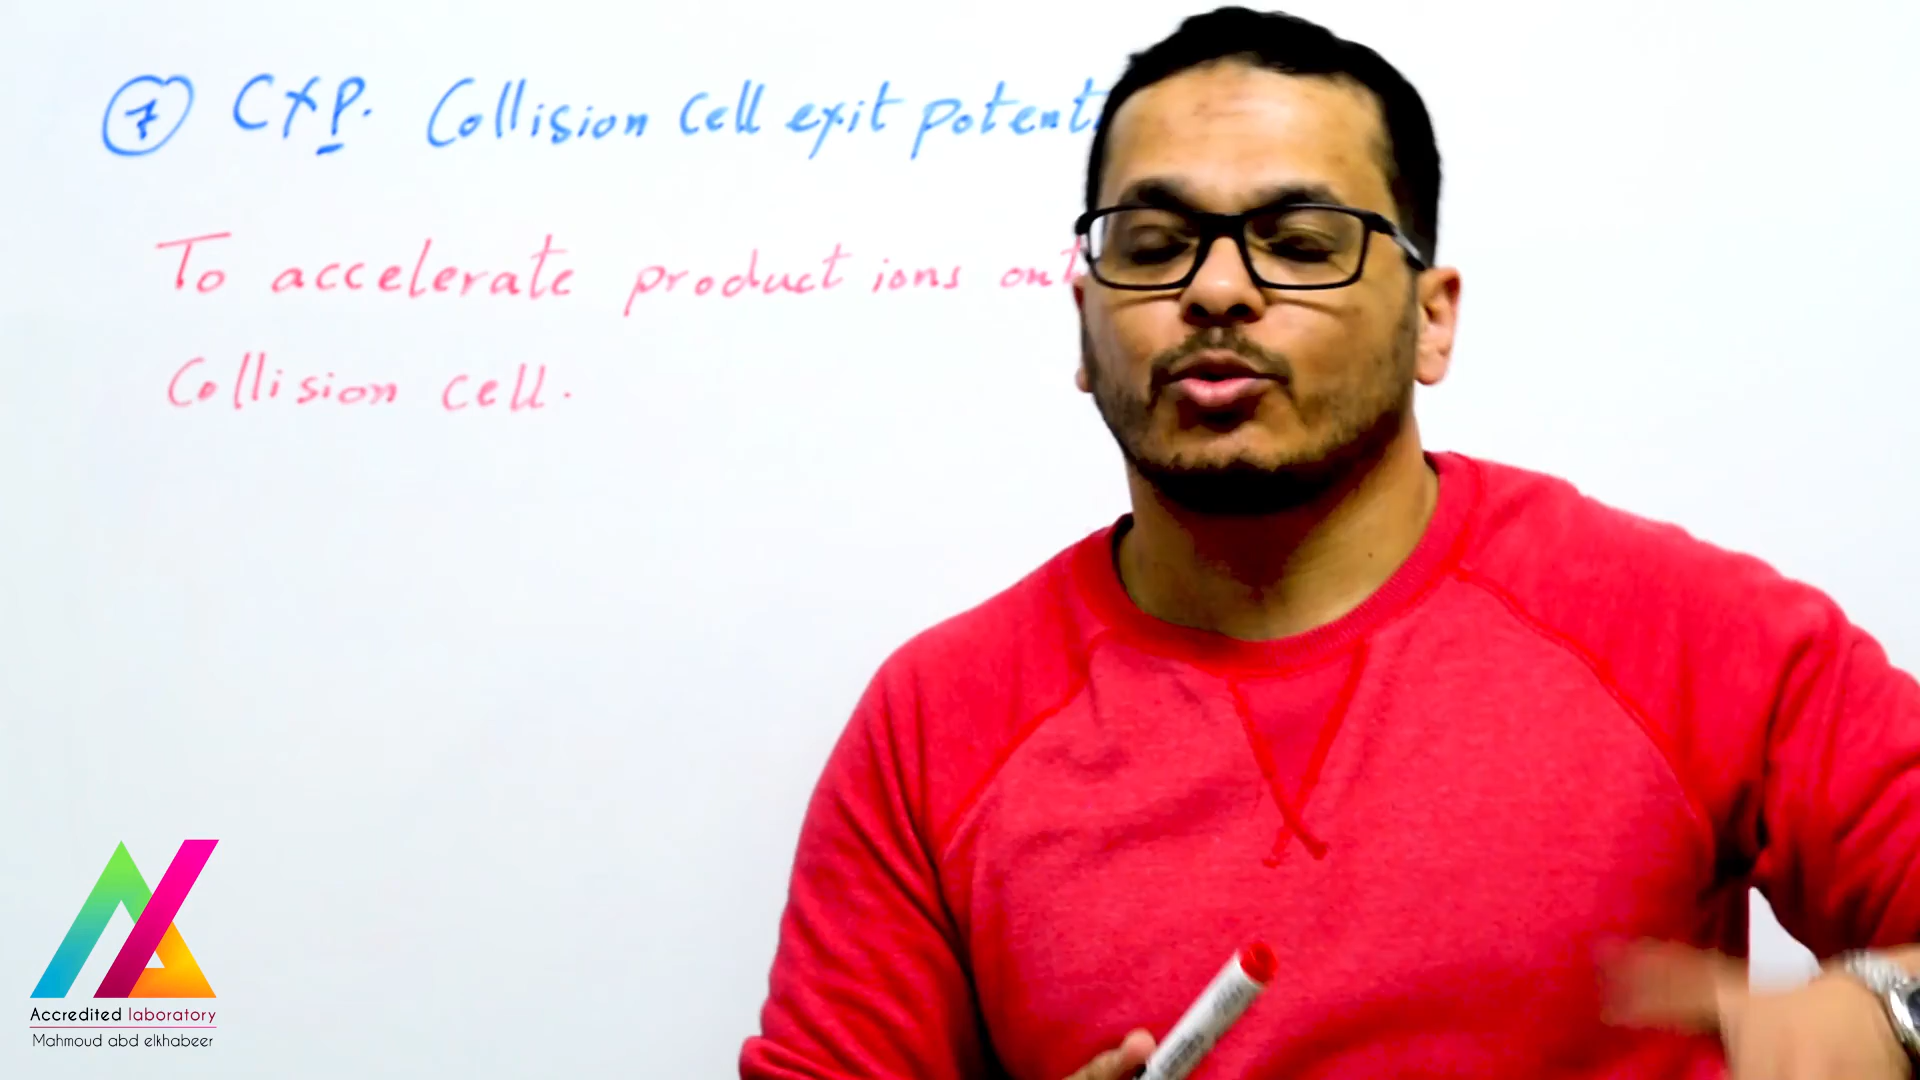 7 CXP. Collision Cell exit potent
To accelerate product ions out
Collision cell.
Accredited laboratory
Mahmoud abd elkhabeer